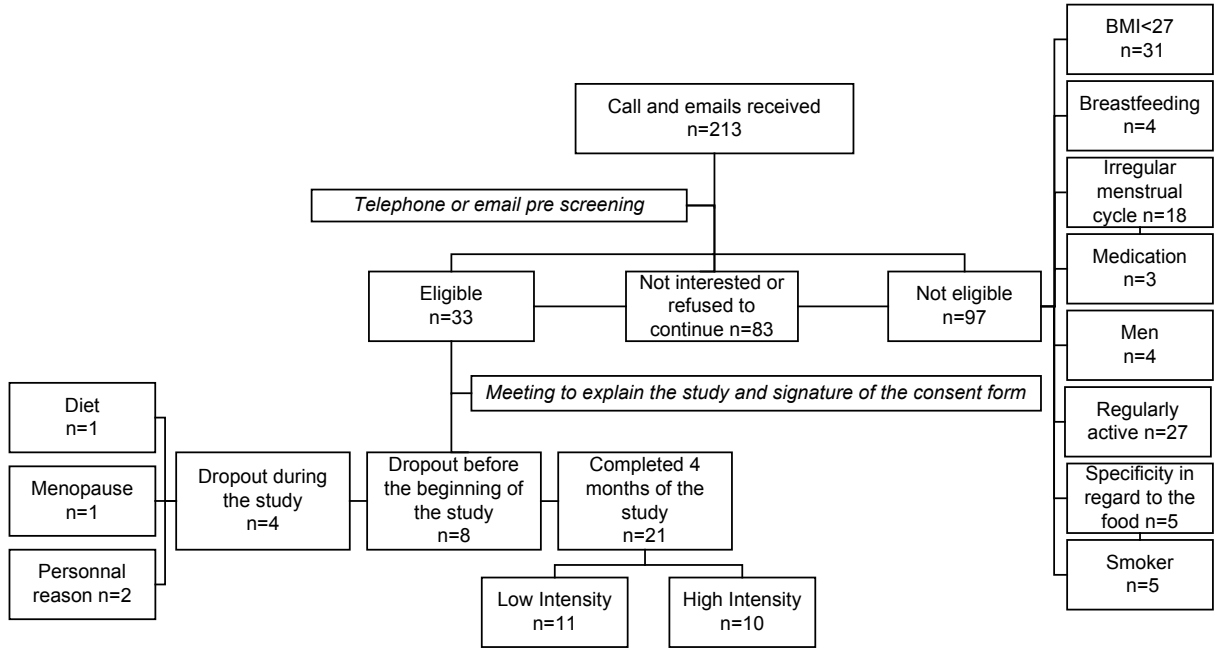 Call and emails received
n=213
Telephone or email pre screening
Eligible
n=33
Not interested or
refused to
continue n=83
Not eligible
n=97
BMI<27
n=31
Breastfeeding
n=4
Irregular
menstrual
cycle n=18
Medication
n=3
Men
n=4
Regularly
active n=27
Specificity in
regard to the
food n=5
Smoker
n=5
Meeting to explain the study and signature of the consent form
Diet
n=1
Menopause
n=1
Personnal
reason n=2
Dropout during
the study
n=4
Dropout before
the beginning of
the study
n=8
Completed 4
months of the
study
n=21
Low Intensity
n=11
High Intensity
n=10